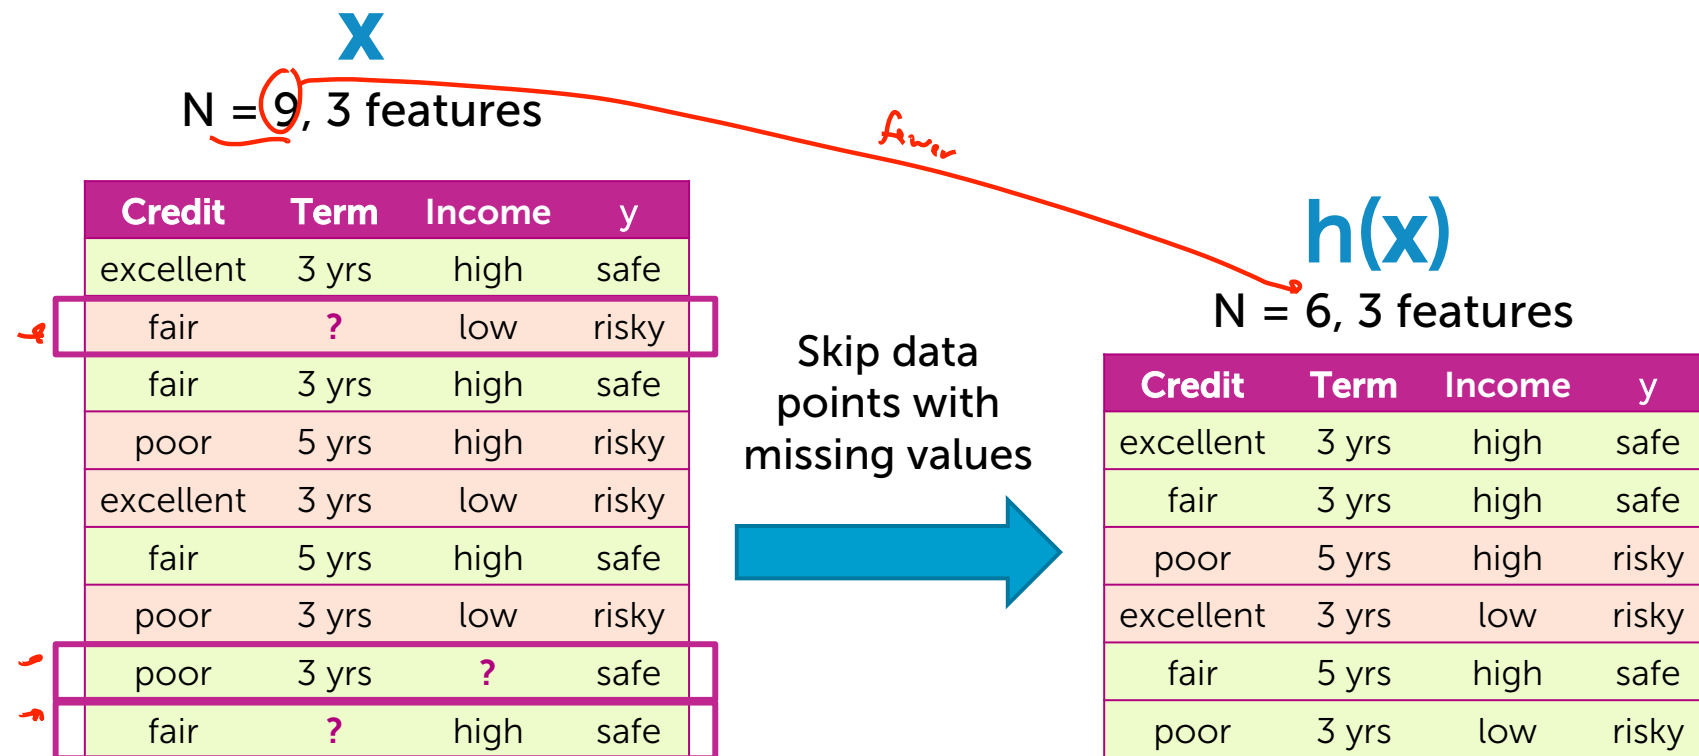 x
N = 9, 3 features
fewer
Credit Term Income y
excellent 3 yrs high safe
fair ? low risky
fair 3 yrs high safe
poor 5 yrs high risky
excellent 3 yrs low risky
fair 5 yrs high safe
poor 3 yrs low risky
poor 3 yrs ? safe
fair ? high safe
Skip data
points with
missing values
h(x)
N = 6, 3 features
Credit Term Income y
excellent 3 yrs high safe
fair 3 yrs high safe
poor 5 yrs high risky
excellent 3 yrs low risky
fair 5 yrs high safe
poor 3 yrs low risky